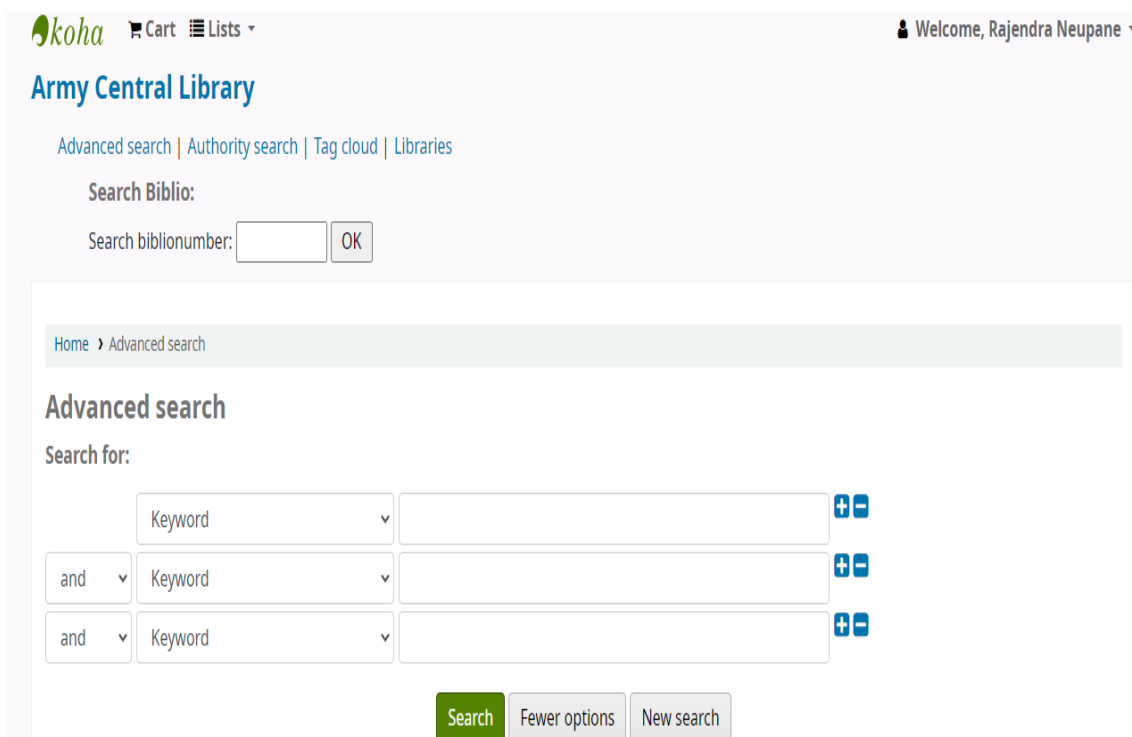 koha Cart Lists Welcome, Rajendra Neupane
Army Central Library
Advanced search | Authority search | Tag cloud | Libraries
Search Biblio:
Search biblionumber: OK
Home › Advanced search
Advanced search
Search for:
Keyword
and Keyword
and Keyword
Search Fewer options New search